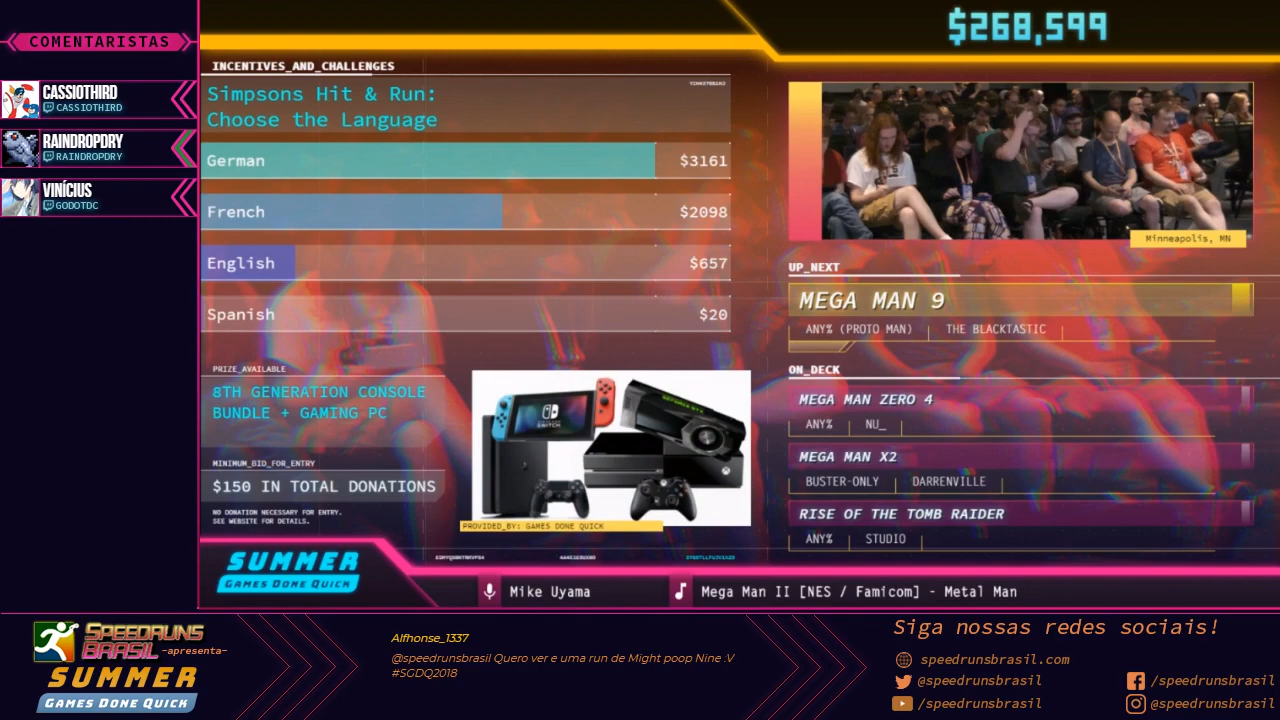 COMENTARISTAS
CASSIOTHIRD
CASSIOTHIRD
RAINDROPDRY
RAINDROPDRY
VINÍCIUS
GODOTDC
$268,599
INCENTIVES_AND_CHALLENGES
Simpsons Hit & Run:
Choose the Language
German $3161
French $2098
English $657
Spanish $20
PRIZE_AVAILABLE
8TH GENERATION CONSOLE
BUNDLE + GAMING PC
MINIMUM_BID_FOR_ENTRY
$150 IN TOTAL DONATIONS
NO DONATION NECESSARY FOR ENTRY.
SEE WEBSITE FOR DETAILS.
SWITCH
GEFORCE GTX
PROVIDED_BY: GAMES DONE QUICK
Minneapolis, MN
UP_NEXT
MEGA MAN 9
ANY% (PROTO MAN) THE BLACKTASTIC
ON_DECK
MEGA MAN ZERO 4
ANY% NU_
MEGA MAN X2
BUSTER-ONLY DARRENVILLE
RISE OF THE TOMB RAIDER
ANY% STUDIO
SUMMER
GAMES DONE QUICK
Mike Uyama
Mega Man II [NES / Famicom] - Metal Man
SPEEDRUNS
BRASIL -apresenta-
SUMMER
GAMES DONE QUICK
Alfhonse_1337
@speedrunsbrasil Quero ver e uma run de Might poop Nine :V
#SGDQ2018
Siga nossas redes sociais!
speedrunsbrasil.com
@speedrunsbrasil /speedrunsbrasil
/speedrunsbrasil @speedrunsbrasil